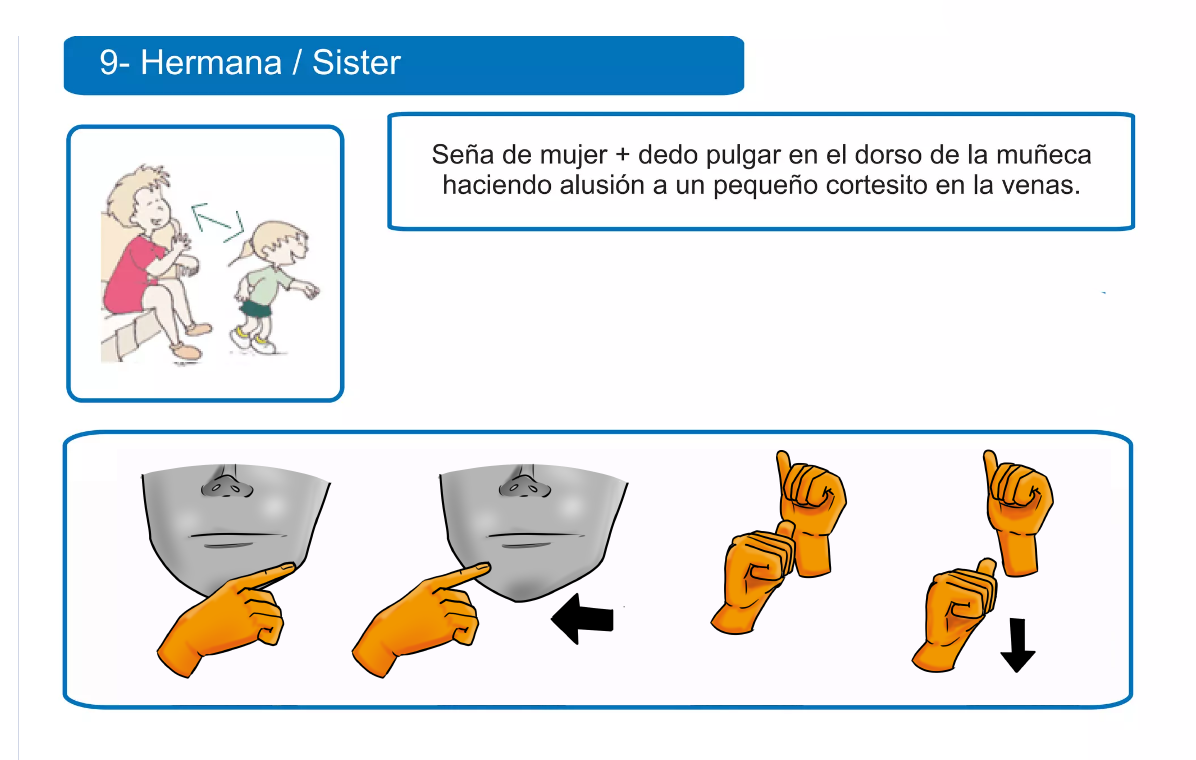 9- Hermana / Sister
Seña de mujer + dedo pulgar en el dorso de la muñeca
haciendo alusión a un pequeño cortesito en la venas.